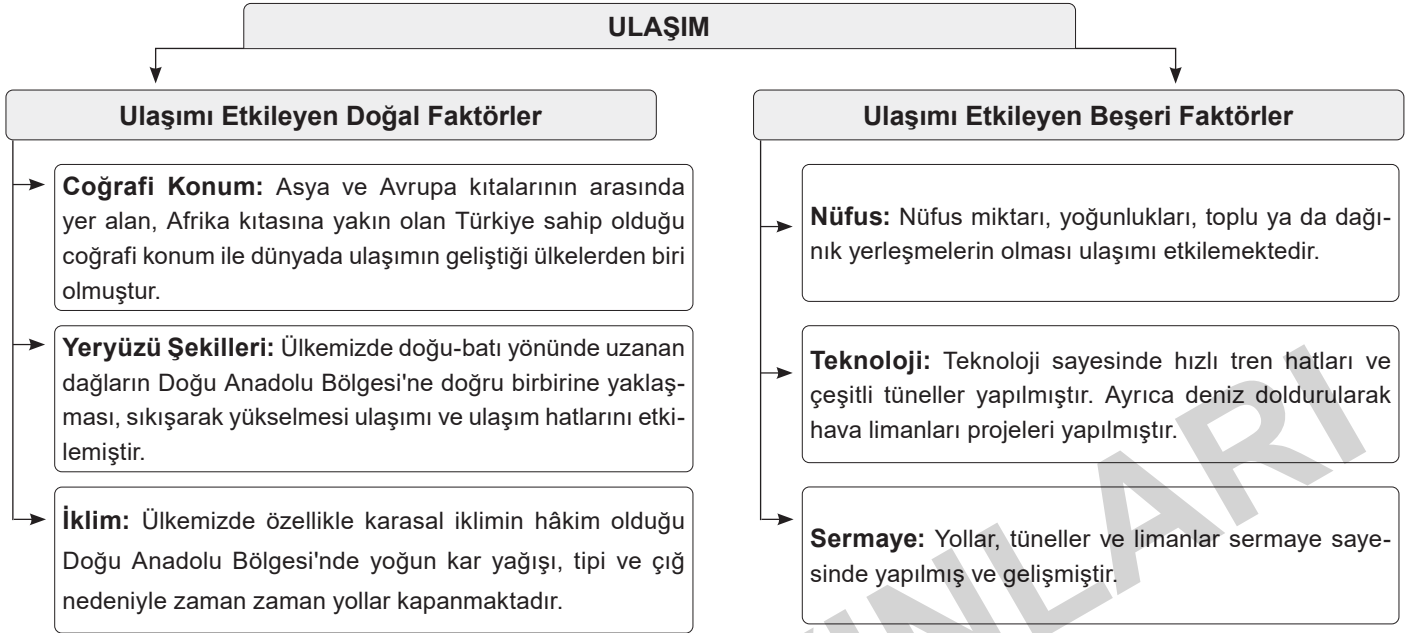 ULAŞIM
Ulaşımı Etkileyen Doğal Faktörler
Coğrafi Konum: Asya ve Avrupa kıtalarının arasında
yer alan, Afrika kıtasına yakın olan Türkiye sahip olduğu
coğrafi konum ile dünyada ulaşımın geliştiği ülkelerden biri
olmuştur.
Yeryüzü Şekilleri: Ülkemizde doğu-batı yönünde uzanan
dağların Doğu Anadolu Bölgesi'ne doğru birbirine yaklaş-
ması, sıkışarak yükselmesi ulaşımı ve ulaşım hatlarını etki-
lemiştir.
İklim: Ülkemizde özellikle karasal iklimin hâkim olduğu
Doğu Anadolu Bölgesi'nde yoğun kar yağışı, tipi ve çığ
nedeniyle zaman zaman yollar kapanmaktadır.
Ulaşımı Etkileyen Beşeri Faktörler
Nüfus: Nüfus miktarı, yoğunlukları, toplu ya da dağı-
nık yerleşmelerin olması ulaşımı etkilemektedir.
Teknoloji: Teknoloji sayesinde hızlı tren hatları ve
çeşitli tüneller yapılmıştır. Ayrıca deniz doldurularak
hava limanları projeleri yapılmıştır.
Sermaye: Yollar, tüneller ve limanlar sermaye saye-
sinde yapılmış ve gelişmiştir.